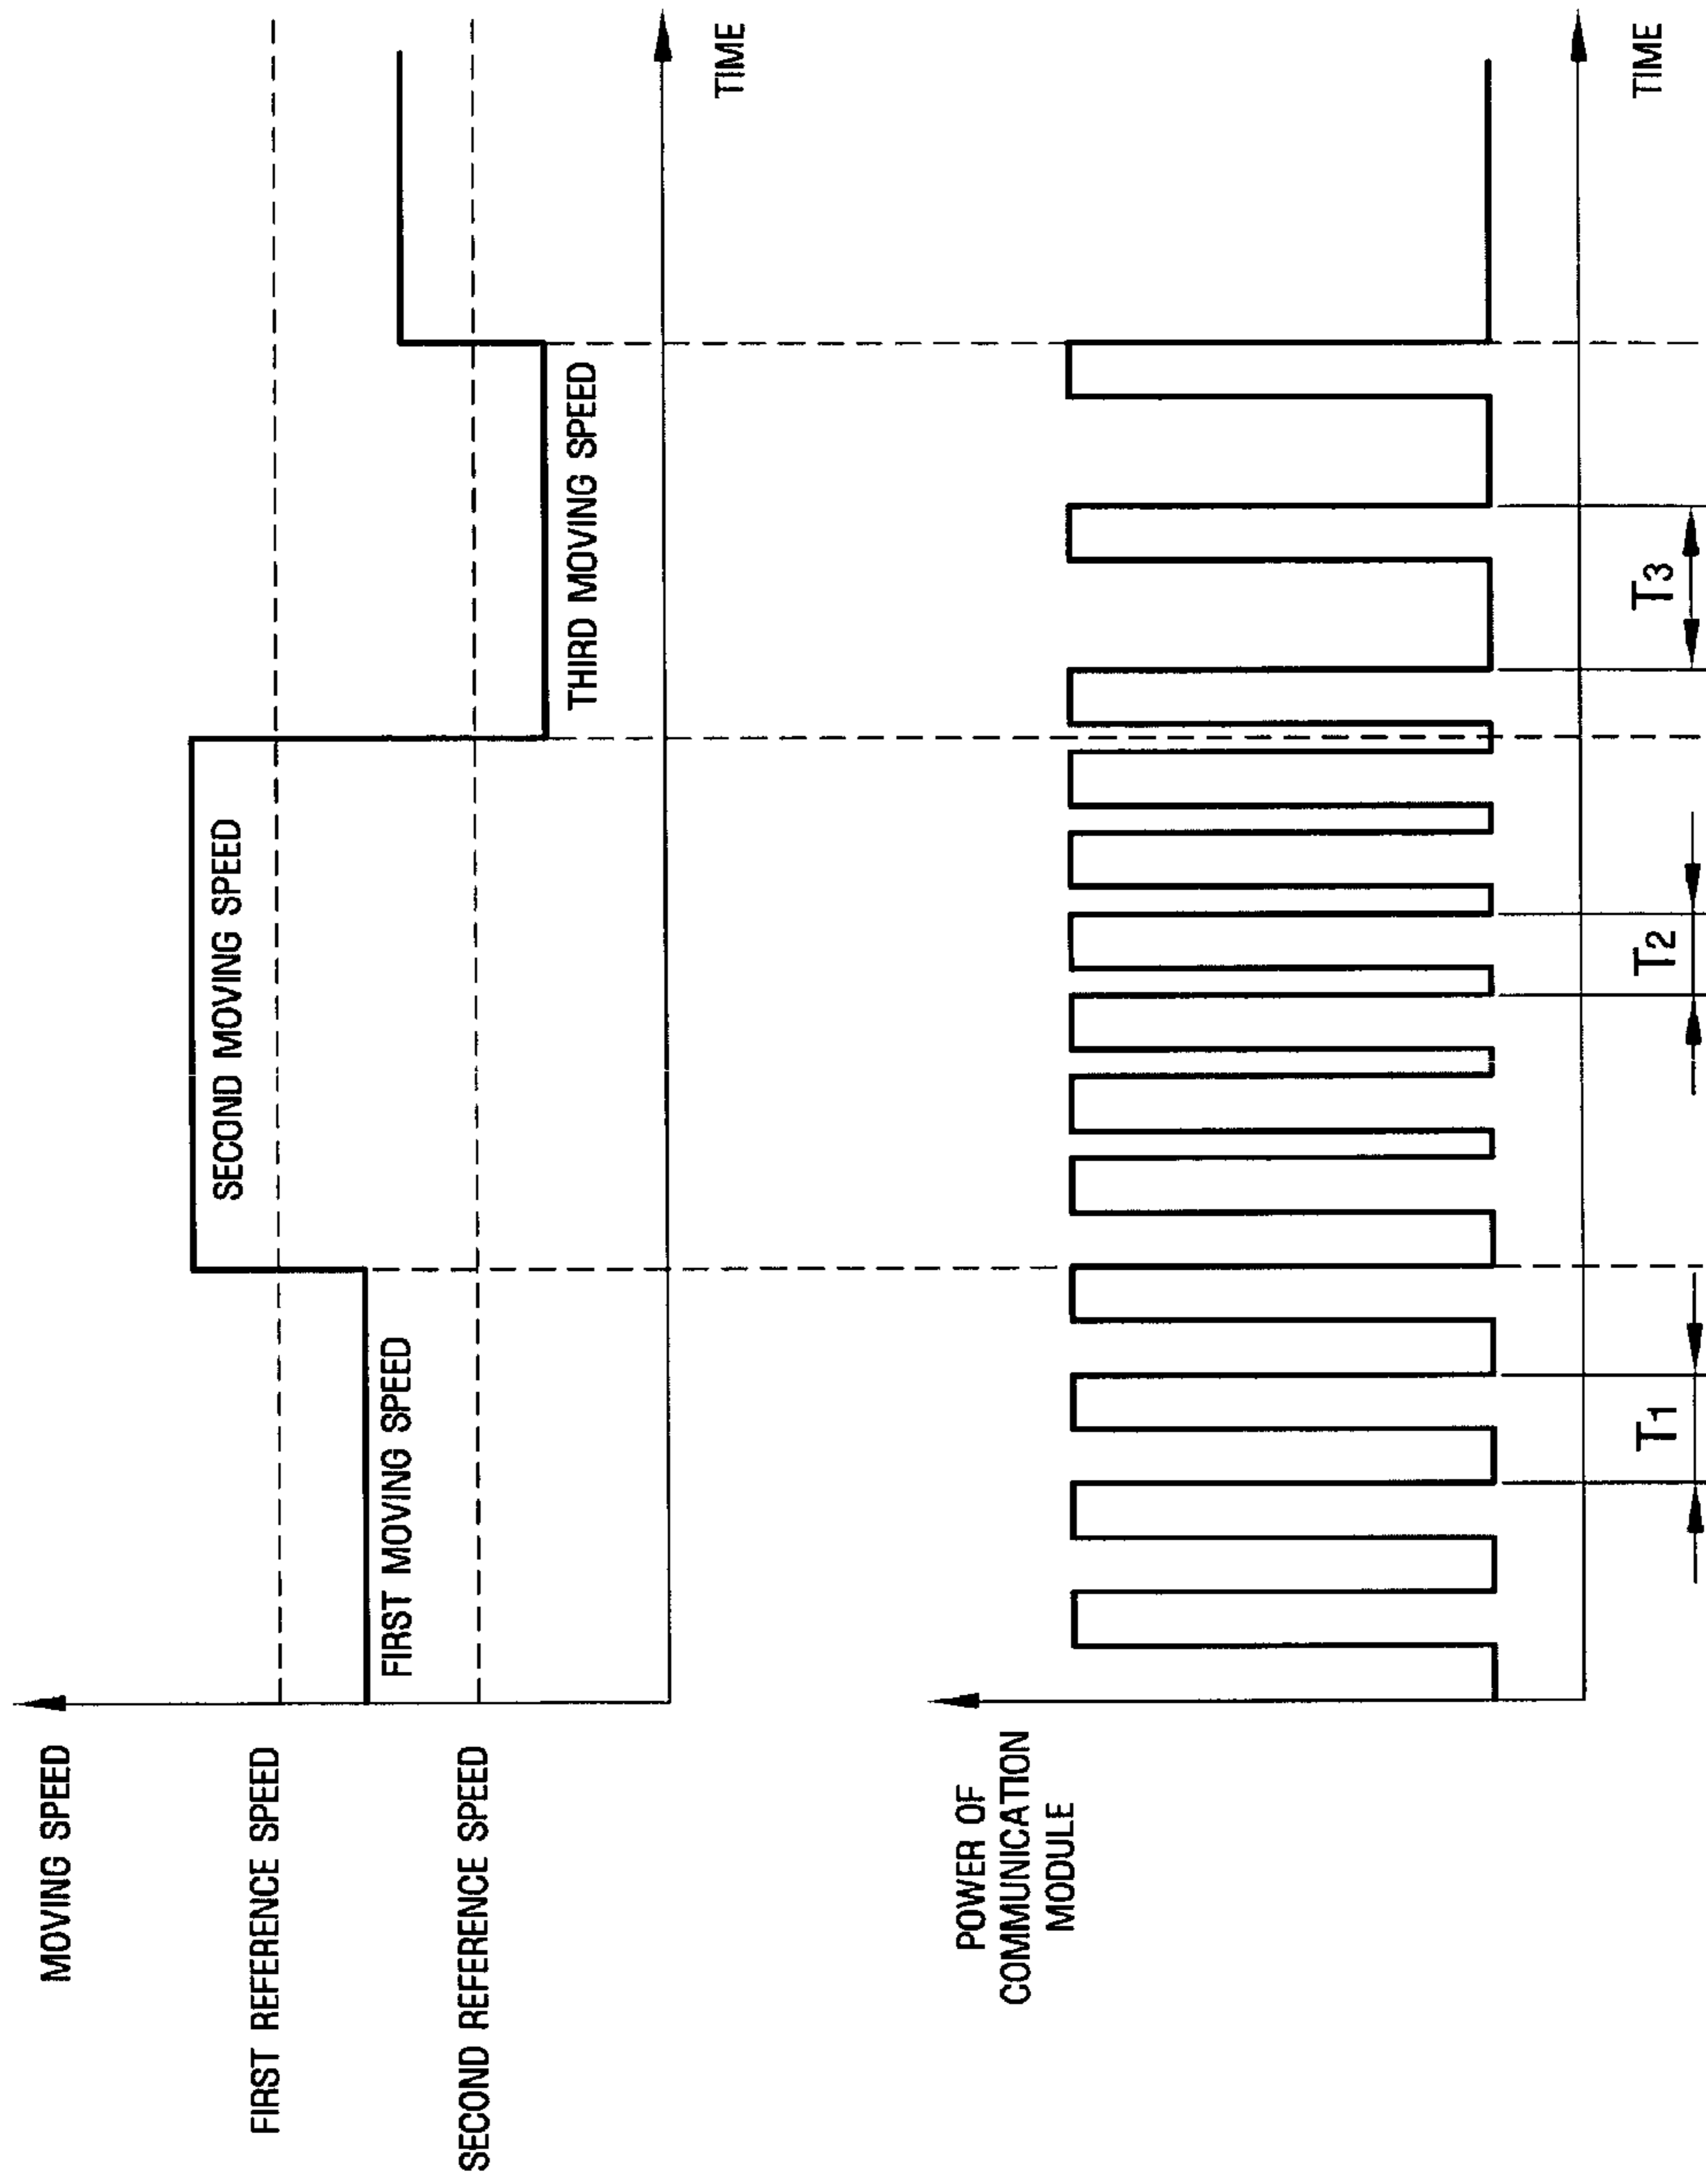 MOVING SPEED
FIRST REFERENCE SPEED
SECOND REFERENCE SPEED
FIRST MOVING SPEED
SECOND MOVING SPEED
THIRD MOVING SPEED
TIME
POWER OF
COMMUNICATION
MODULE
TIME
T1
T2
T3